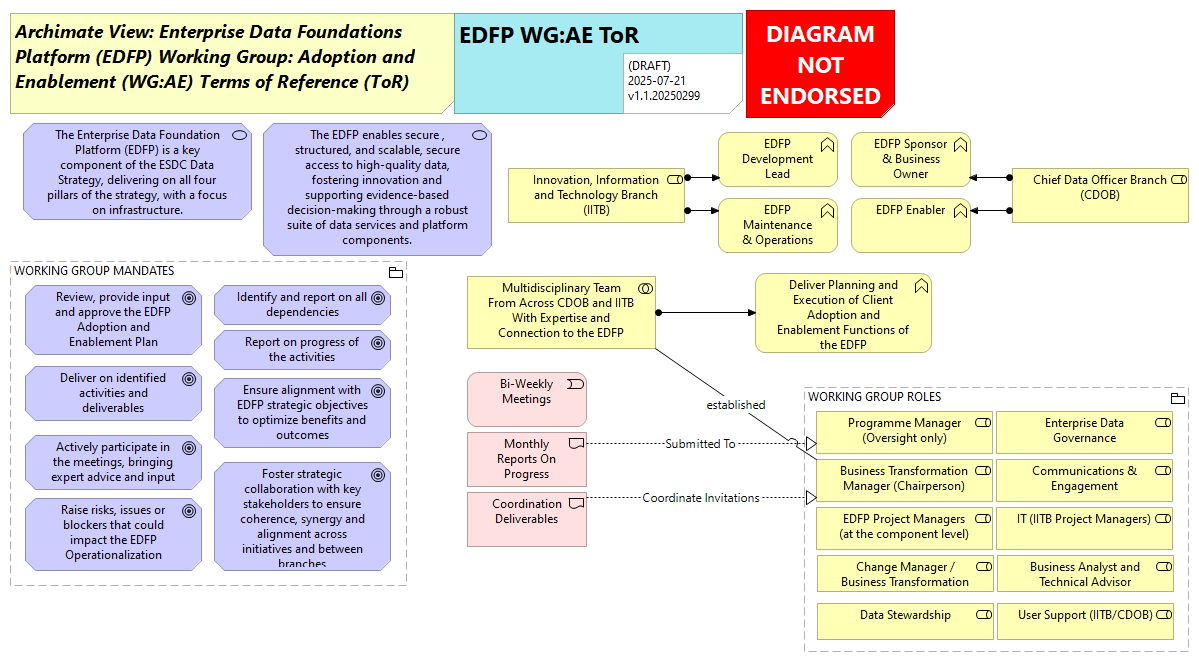 Archimate View: Enterprise Data Foundations
Platform (EDFP) Working Group: Adoption and
Enablement (WG:AE) Terms of Reference (ToR)
EDFP WG:AE ToR
(DRAFT)
2025-07-21
v1.1.20250299
DIAGRAM
NOT
ENDORSED
The Enterprise Data Foundation
Platform (EDFP) is a key
component of the ESDC Data
Strategy, delivering on all four
pillars of the strategy, with a focus
on infrastructure.
The EDFP enables secure ,
structured, and scalable, secure
access to high-quality data,
fostering innovation and
supporting evidence-based
decision-making through a robust
suite of data services and platform
components.
Innovation, Information
and Technology Branch
(IITB)
EDFP
Development
Lead
EDFP
Maintenance
& Operations
EDFP Sponsor
& Business
Owner
EDFP Enabler
Chief Data Officer Branch
(CDOB)
WORKING GROUP MANDATES
Review, provide input
and approve the EDFP
Adoption and
Enablement Plan
Deliver on identified
activities and
deliverables
Actively participate in
the meetings, bringing
expert advice and input
Raise risks, issues or
blockers that could
impact the EDFP
Operationalization
Identify and report on all
dependencies
Report on progress of
the activities
Ensure alignment with
EDFP strategic objectives
to optimize benefits and
outcomes
Foster strategic
collaboration with key
stakeholders to ensure
coherence, synergy and
alignment across
initiatives and between
branches
Multidisciplinary Team
From Across CDOB and IITB
With Expertise and
Connection to the EDFP
Deliver Planning and
Execution of Client
Adoption and
Enablement Functions of
the EDFP
established
Bi-Weekly
Meetings
Monthly
Reports On
Progress
Submitted To
Coordination
Deliverables
Coordinate Invitations
WORKING GROUP ROLES
Programme Manager
(Oversight only)
Enterprise Data
Governance
Business Transformation
Manager (Chairperson)
Communications &
Engagement
EDFP Project Managers
(at the component level)
IT (IITB Project Managers)
Change Manager /
Business Transformation
Business Analyst and
Technical Advisor
Data Stewardship
User Support (IITB/CDOB)